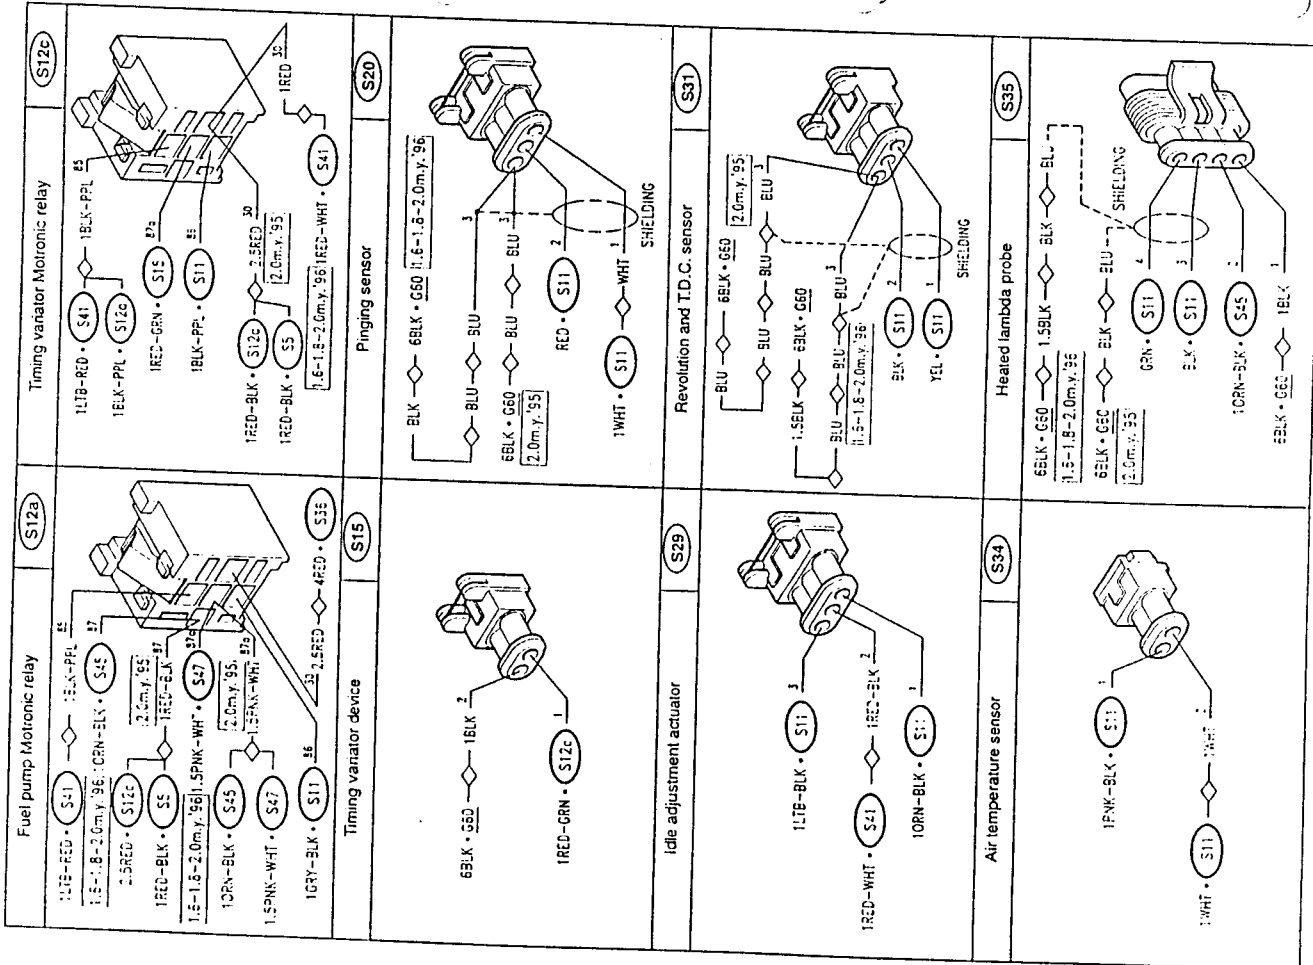 Fuel pump Motronic relay
S12a
1LTB-RED • S41
1BLK-PPL
85
1.6-1.8-2.0m.y.'96
1ORN-BLK • S45
87
2.5RED • S12c
2.0m.y.'95
1RED-BLK • S5
1RED-BLK
87
1.6-1.8-2.0m.y.'96
1.5PNK-WHT • S47
87a
1ORN-BLK • S45
2.0m.y.'95
1.5PNK-WHT • S47
1.5PNK-WHT
87a
1GRY-BLK • S11
86
30
2.5RED
4RED • S36
Timing variator Motronic relay
S12c
1LTB-RED • S41
1BLK-PPL • S12a
1BLK-PPL
85
1RED-GRN • S15
87a
1BLK-PPL • S11
86
1RED-BLK • S12c
1RED-BLK • S5
2.5RED
30
2.0m.y.'95
1.6-1.8-2.0m.y.'96
1RED-WHT • S41
1RED
30
Timing variator device
S15
6BLK • G60
1BLK
2
1RED-GRN • S12c
1
Pinging sensor
S20
BLK
6BLK • G60
1.6-1.8-2.0m.y.'96
BLU
BLU
3
6BLK • G60
BLU
BLU
3
2.0m.y.'95
RED • S11
2
1WHT • S11
WHT
1
SHIELDING
Idle adjustment actuator
S29
1LTB-BLK • S11
3
1RED-WHT • S41
1RED-BLK
2
1ORN-BLK • S11
1
Revolution and T.D.C. sensor
S31
BLU
6BLK • G60
2.0m.y.'95
BLU
BLU
BLU
3
1.5BLK
6BLK • G60
BLU
BLU
BLU
3
1.6-1.8-2.0m.y.'96
BLK • S11
2
YEL • S11
1
SHIELDING
Air temperature sensor
S34
1PNK-BLK • S11
1
1WHT • S11
1WHT
Heated lambda probe
S35
6BLK • G60
1.5BLK
BLK
BLU
1.6-1.8-2.0m.y.'96
6BLK • G60
BLK
BLU
2.0m.y.'95
SHIELDING
GRN • S11
4
BLK • S11
3
1ORN-BLK • S45
2
6BLK • G60
1BLK
1